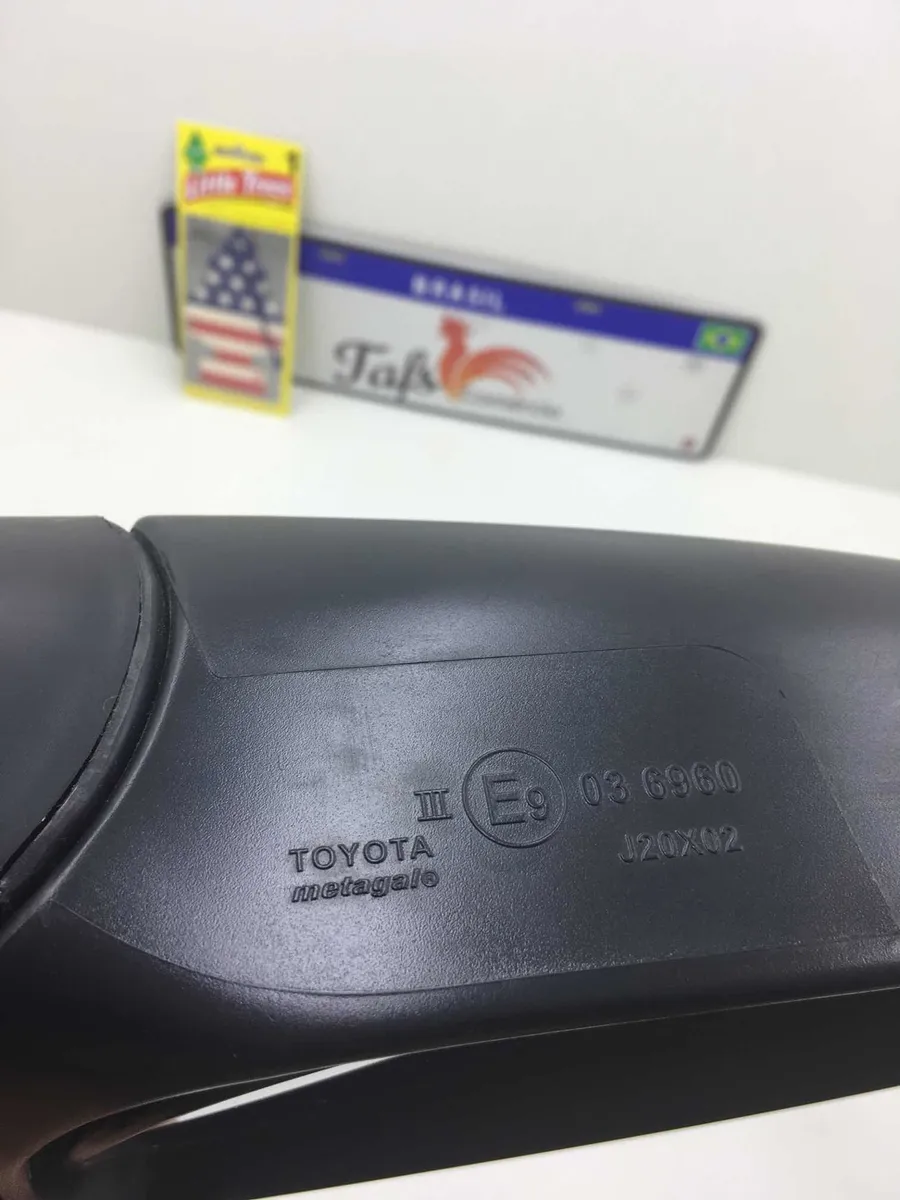 Little Trees
BRASIL
Tafs
III E9 03 6960
TOYOTA J20X02
metagal